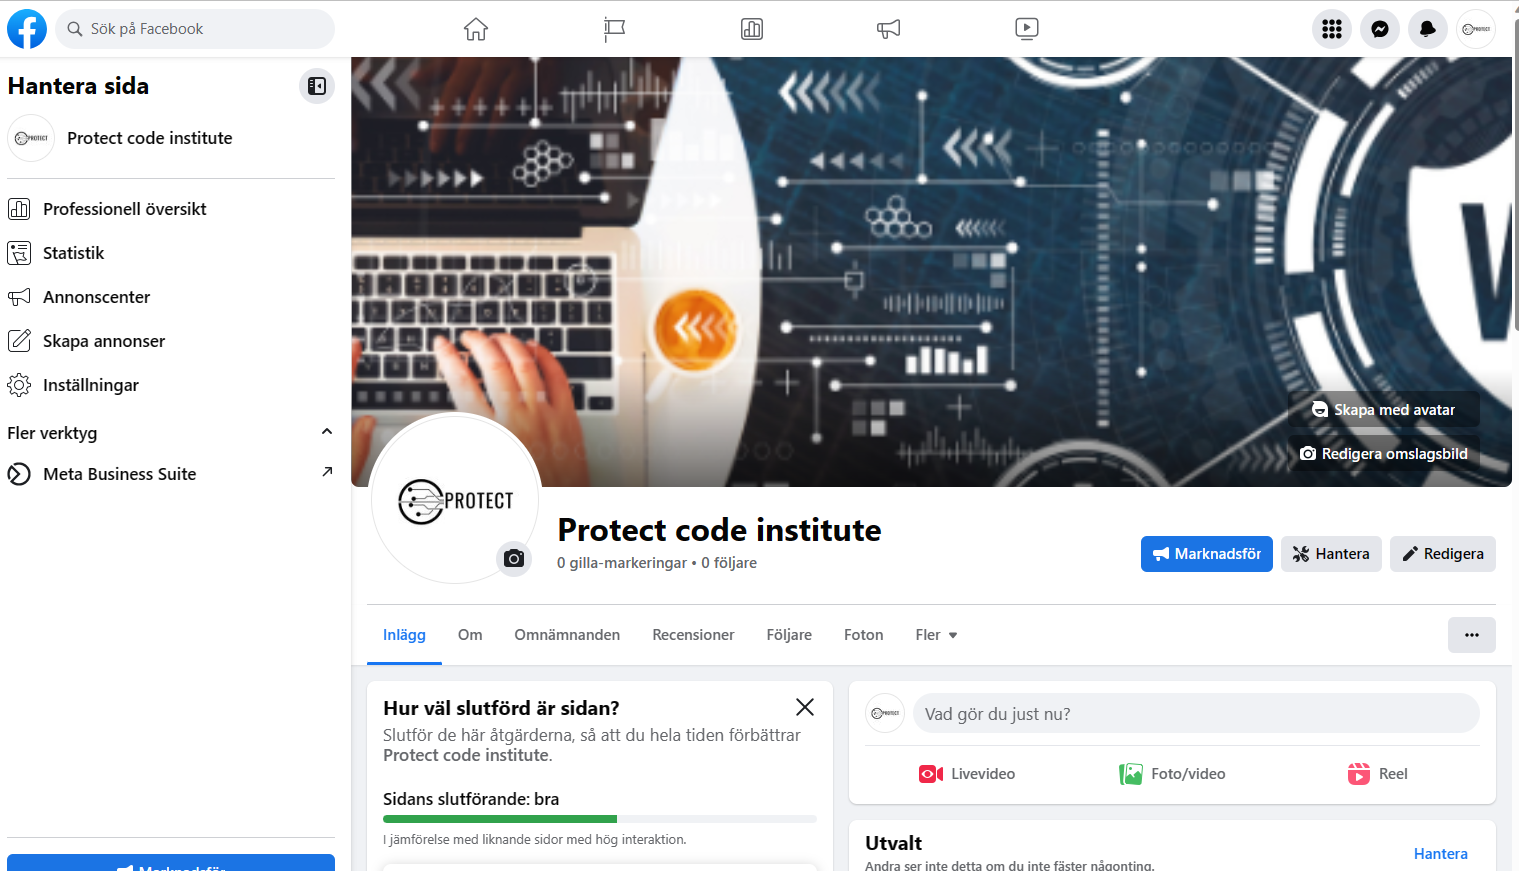 Sök på Facebook
Hantera sida
PROTECT
Protect code institute
Professionell översikt
Statistik
Annonscenter
Skapa annonser
Inställningar
Fler verktyg
Meta Business Suite
Marknadsför
Skapa med avatar
Redigera omslagsbild
PROTECT
Protect code institute
0 gilla-markeringar • 0 följare
Marknadsför
Hantera
Redigera
Inlägg
Om
Omnämnanden
Recensioner
Följare
Foton
Fler
Hur väl slutförd är sidan?
Slutför de här åtgärderna, så att du hela tiden förbättrar
Protect code institute.
Sidans slutförande: bra
I jämförelse med liknande sidor med hög interaktion.
PROTECT
Vad gör du just nu?
Livevideo
Foto/video
Reel
Utvalt
Hantera
Andra ser inte detta om du inte fäster någonting.